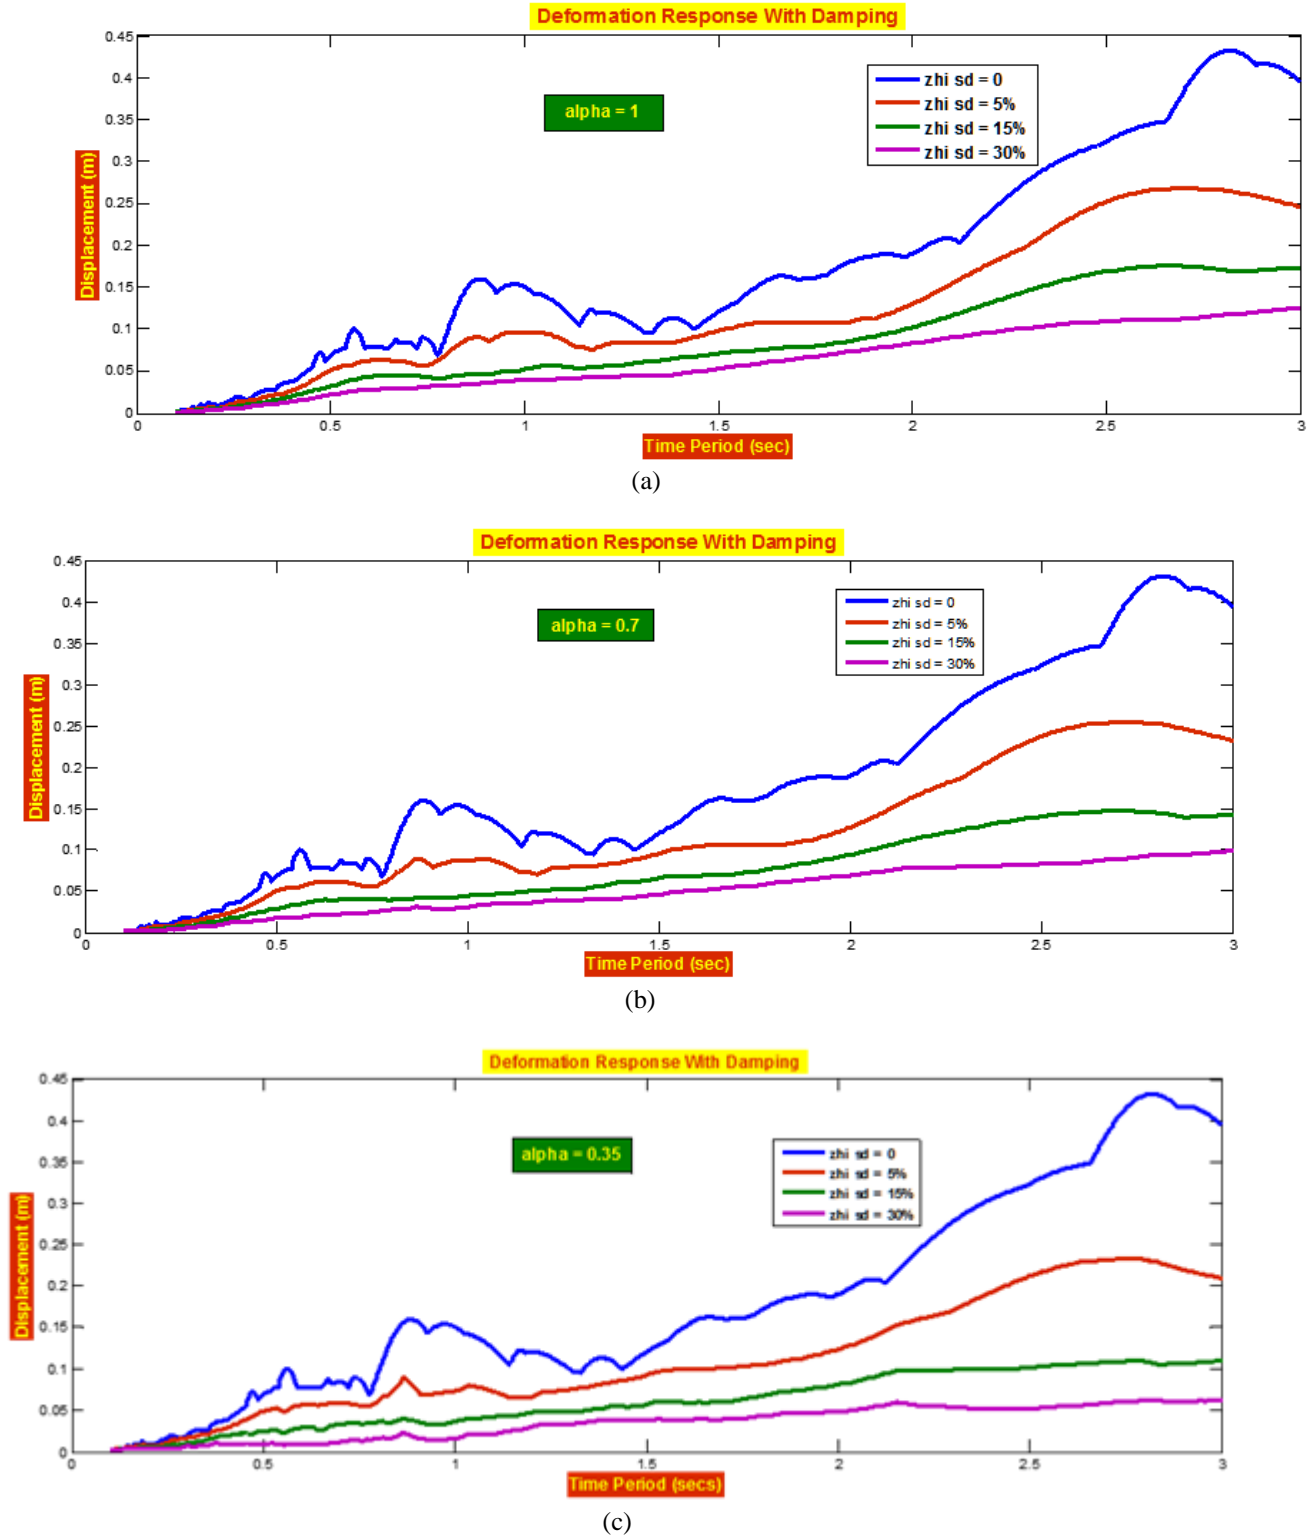 Deformation Response With Damping
0.45
0.4
0.35
0.3
0.25
0.2
0.15
0.1
0.05
0
Displacement (m)
alpha = 1
zhi sd = 0
zhi sd = 5%
zhi sd = 15%
zhi sd = 30%
0 0.5 1 1.5 2 2.5 3
Time Period (sec)
(a)
Deformation Response With Damping
0.45
0.4
0.35
0.3
0.25
0.2
0.15
0.1
0.05
0
Displacement (m)
alpha = 0.7
zhi sd = 0
zhi sd = 5%
zhi sd = 15%
zhi sd = 30%
0 0.5 1 1.5 2 2.5 3
Time Period (sec)
(b)
Deformation Response With Damping
0.45
0.4
0.35
0.3
0.25
0.2
0.15
0.1
0.05
0
Displacement (m)
alpha = 0.35
zhi sd = 0
zhi sd = 5%
zhi sd = 15%
zhi sd = 30%
0 0.5 1 1.5 2 2.5 3
Time Period (secs)
(c)